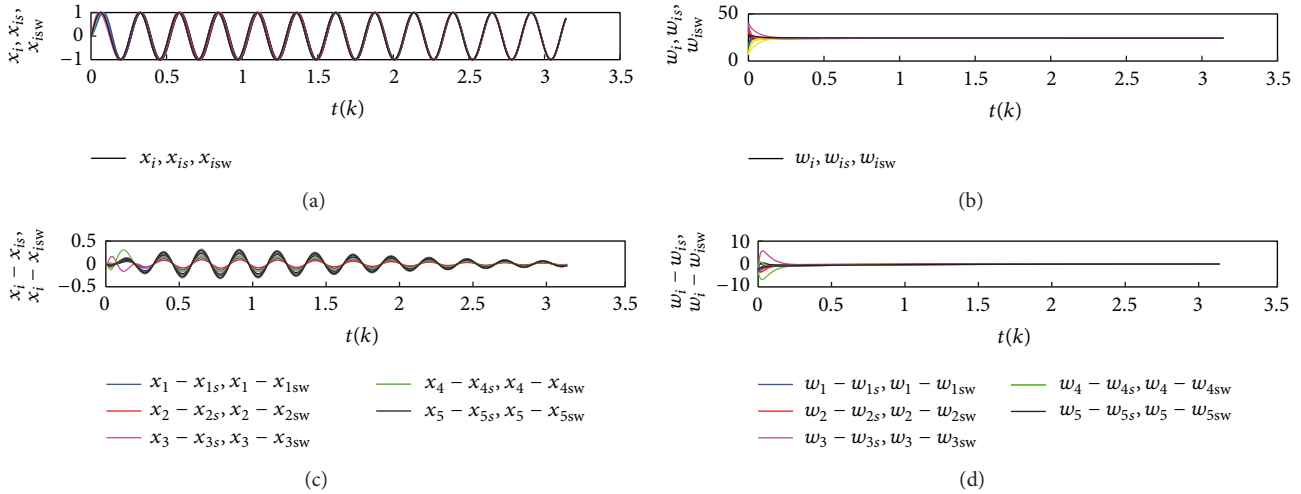 x_i, x_is,
x_isw
1
0
−1
0 0.5 1 1.5 2 2.5 3 3.5
t(k)
x_i, x_is, x_isw
(a)
w_i, w_is,
w_isw
50
0
0 0.5 1 1.5 2 2.5 3 3.5
t(k)
w_i, w_is, w_isw
(b)
x_i − x_is,
x_i − x_isw
0.5
0
−0.5
0 0.5 1 1.5 2 2.5 3 3.5
t(k)
x_1 − x_1s, x_1 − x_1sw
x_2 − x_2s, x_2 − x_2sw
x_3 − x_3s, x_3 − x_3sw
x_4 − x_4s, x_4 − x_4sw
x_5 − x_5s, x_5 − x_5sw
(c)
w_i − w_is,
w_i − w_isw
10
0
−10
0 0.5 1 1.5 2 2.5 3 3.5
t(k)
w_1 − w_1s, w_1 − w_1sw
w_2 − w_2s, w_2 − w_2sw
w_3 − w_3s, w_3 − w_3sw
w_4 − w_4s, w_4 − w_4sw
w_5 − w_5s, w_5 − w_5sw
(d)